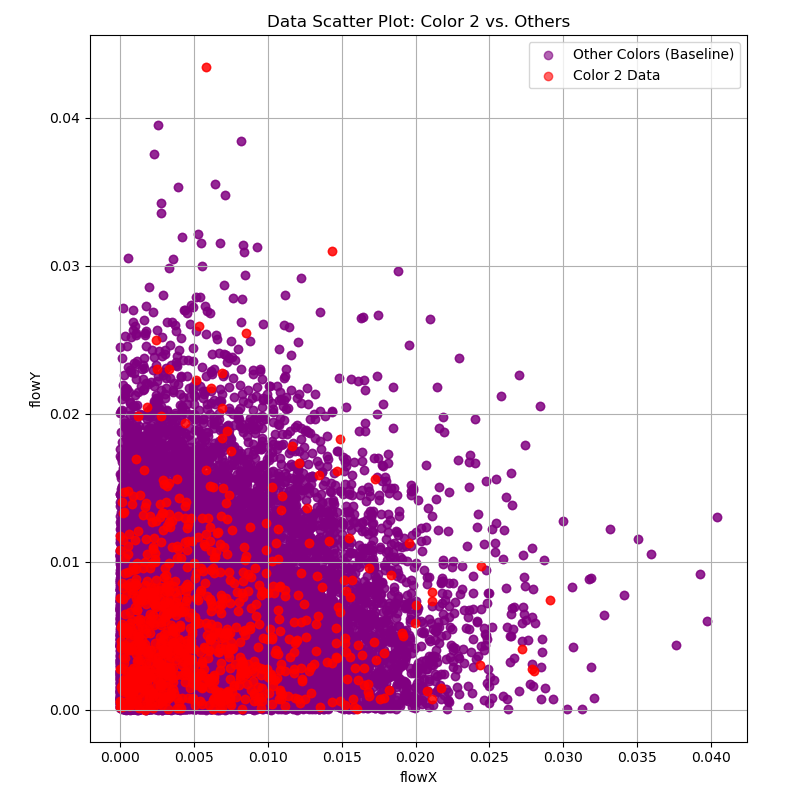 Data Scatter Plot: Color 2 vs. Others
Other Colors (Baseline)
Color 2 Data
flowY
0.04
0.03
0.02
0.01
0.00
0.000 0.005 0.010 0.015 0.020 0.025 0.030 0.035 0.040
flowX